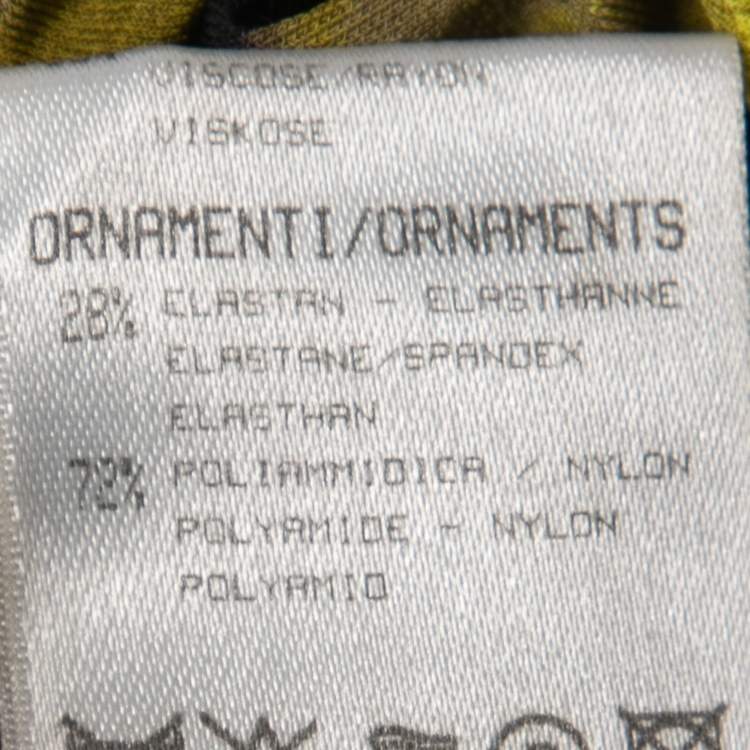 VISCOSE/RAYON
VISKOSE
ORNAMENTI/ORNAMENTS
28% ELASTAN - ELASTHANNE
ELASTANE/SPANDEX
ELASTHAN
72% POLIAMMIDICA / NYLON
POLYAMIDE - NYLON
POLYAMID